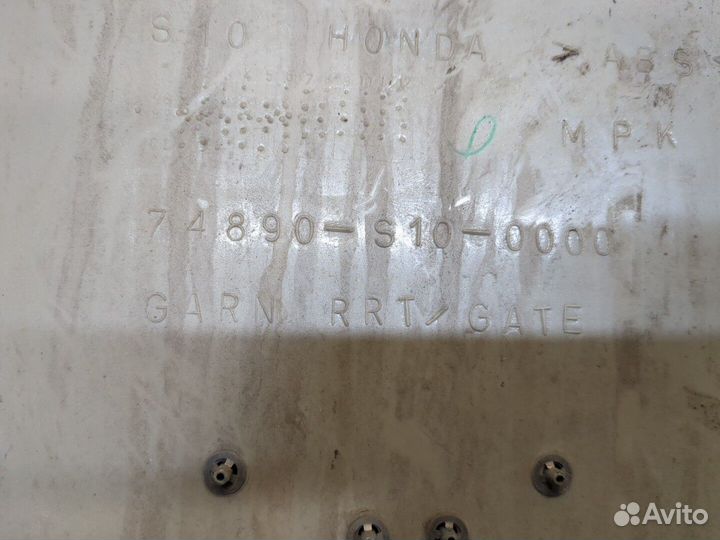 S10 HONDA >ABS<
MPK
74890-S10-0000
GARN RRT/GATE
Avito